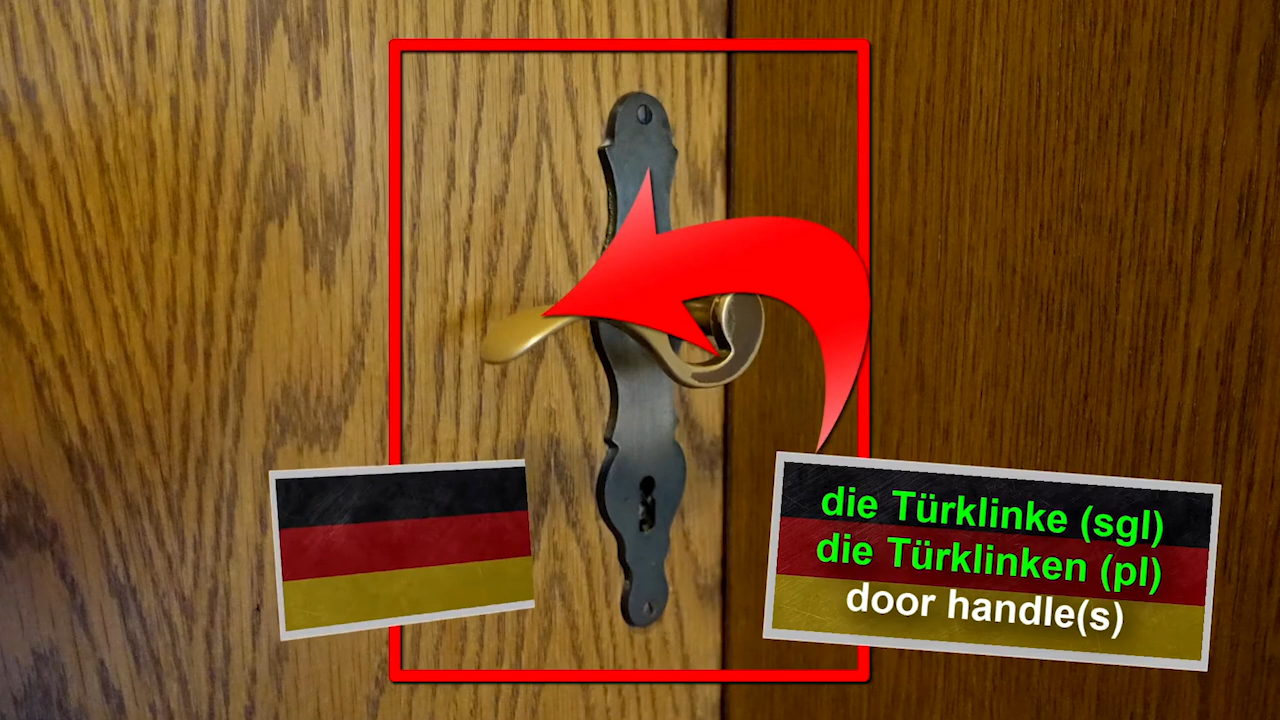 die Türklinke (sgl)
die Türklinken (pl)
door handle(s)